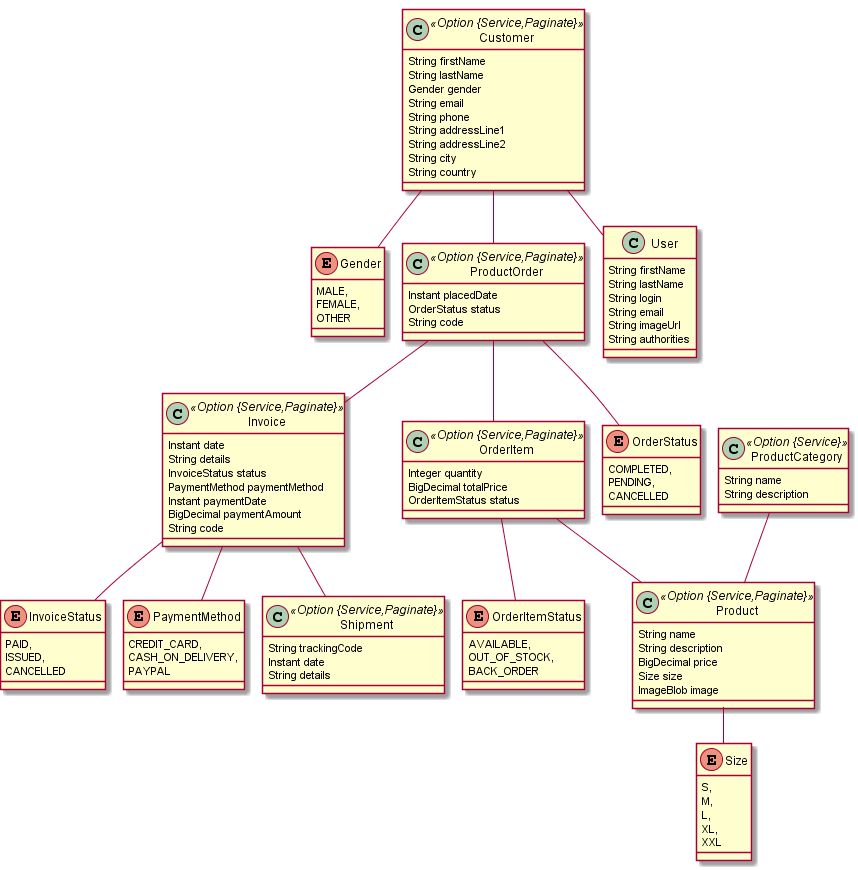 C
«Option {Service,Paginate}»
Customer
String firstName
String lastName
Gender gender
String email
String phone
String addressLine1
String addressLine2
String city
String country
E Gender
MALE,
FEMALE,
OTHER
C
«Option {Service,Paginate}»
ProductOrder
Instant placedDate
OrderStatus status
String code
C User
String firstName
String lastName
String login
String email
String imageUrl
String authorities
C
«Option {Service,Paginate}»
Invoice
Instant date
String details
InvoiceStatus status
PaymentMethod paymentMethod
Instant paymentDate
BigDecimal paymentAmount
String code
C
«Option {Service,Paginate}»
OrderItem
Integer quantity
BigDecimal totalPrice
OrderItemStatus status
E OrderStatus
COMPLETED,
PENDING,
CANCELLED
C
«Option {Service}»
ProductCategory
String name
String description
E InvoiceStatus
PAID,
ISSUED,
CANCELLED
E PaymentMethod
CREDIT_CARD,
CASH_ON_DELIVERY,
PAYPAL
C
«Option {Service,Paginate}»
Shipment
String trackingCode
Instant date
String details
E OrderItemStatus
AVAILABLE,
OUT_OF_STOCK,
BACK_ORDER
C
«Option {Service,Paginate}»
Product
String name
String description
BigDecimal price
Size size
ImageBlob image
E Size
S,
M,
L,
XL,
XXL